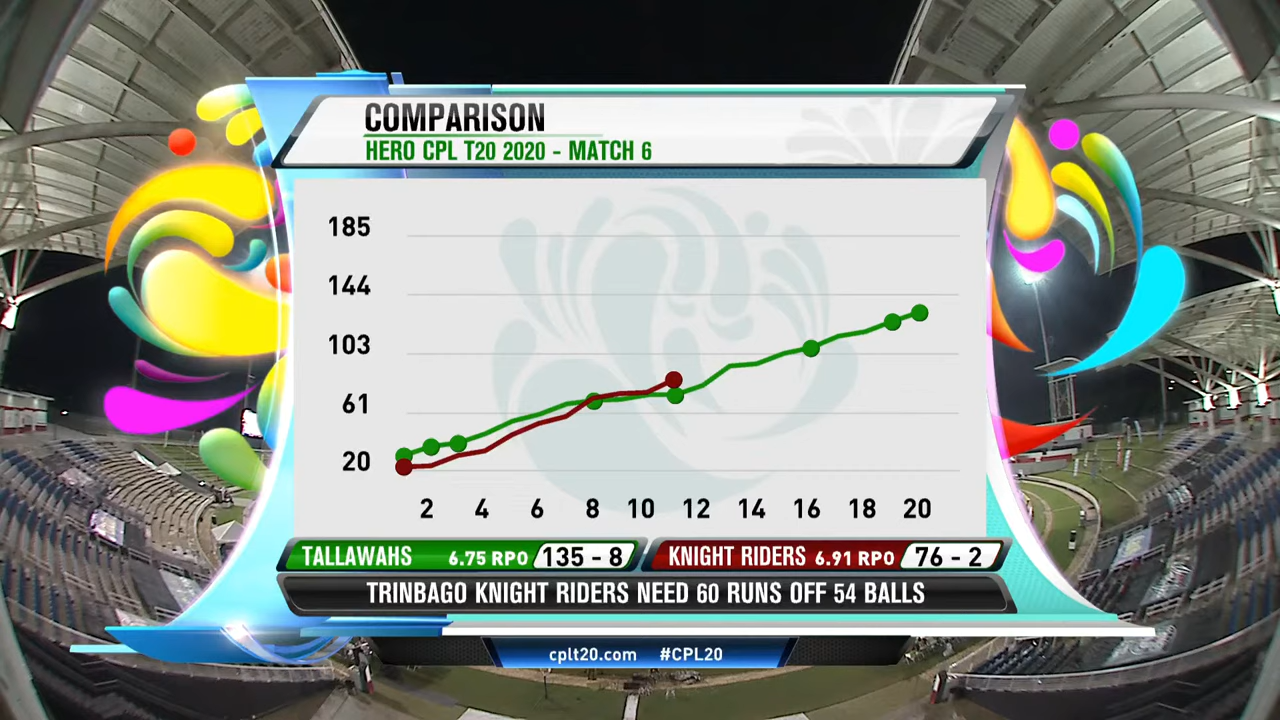 COMPARISON
HERO CPL T20 2020 - MATCH 6
185
144
103
61
20
2 4 6 8 10 12 14 16 18 20
TALLAWAHS 6.75 RPO 135 - 8 KNIGHT RIDERS 6.91 RPO 76 - 2
TRINBAGO KNIGHT RIDERS NEED 60 RUNS OFF 54 BALLS
cplt20.com #CPL20